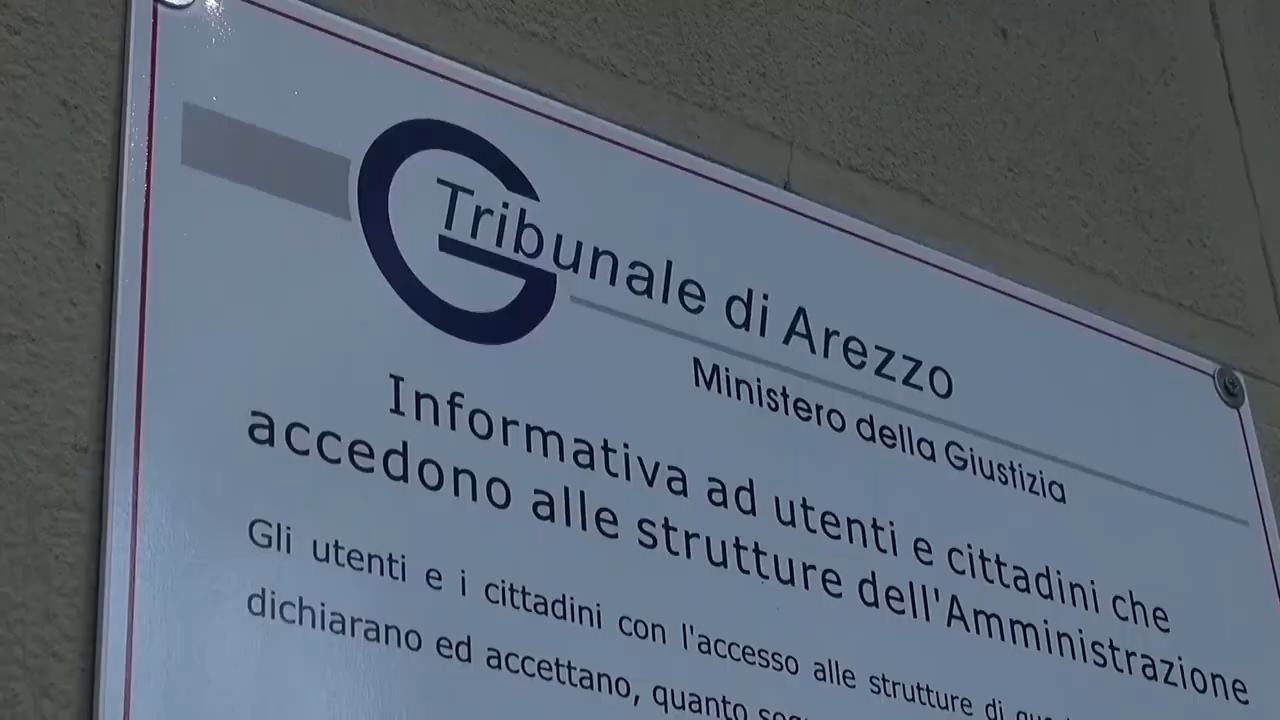 Tribunale di Arezzo
Ministero della Giustizia
Informativa ad utenti e cittadini che
accedono alle strutture dell'Amministrazione
Gli utenti e i cittadini con l'accesso alle strutture di
dichiarano ed accettano, quanto